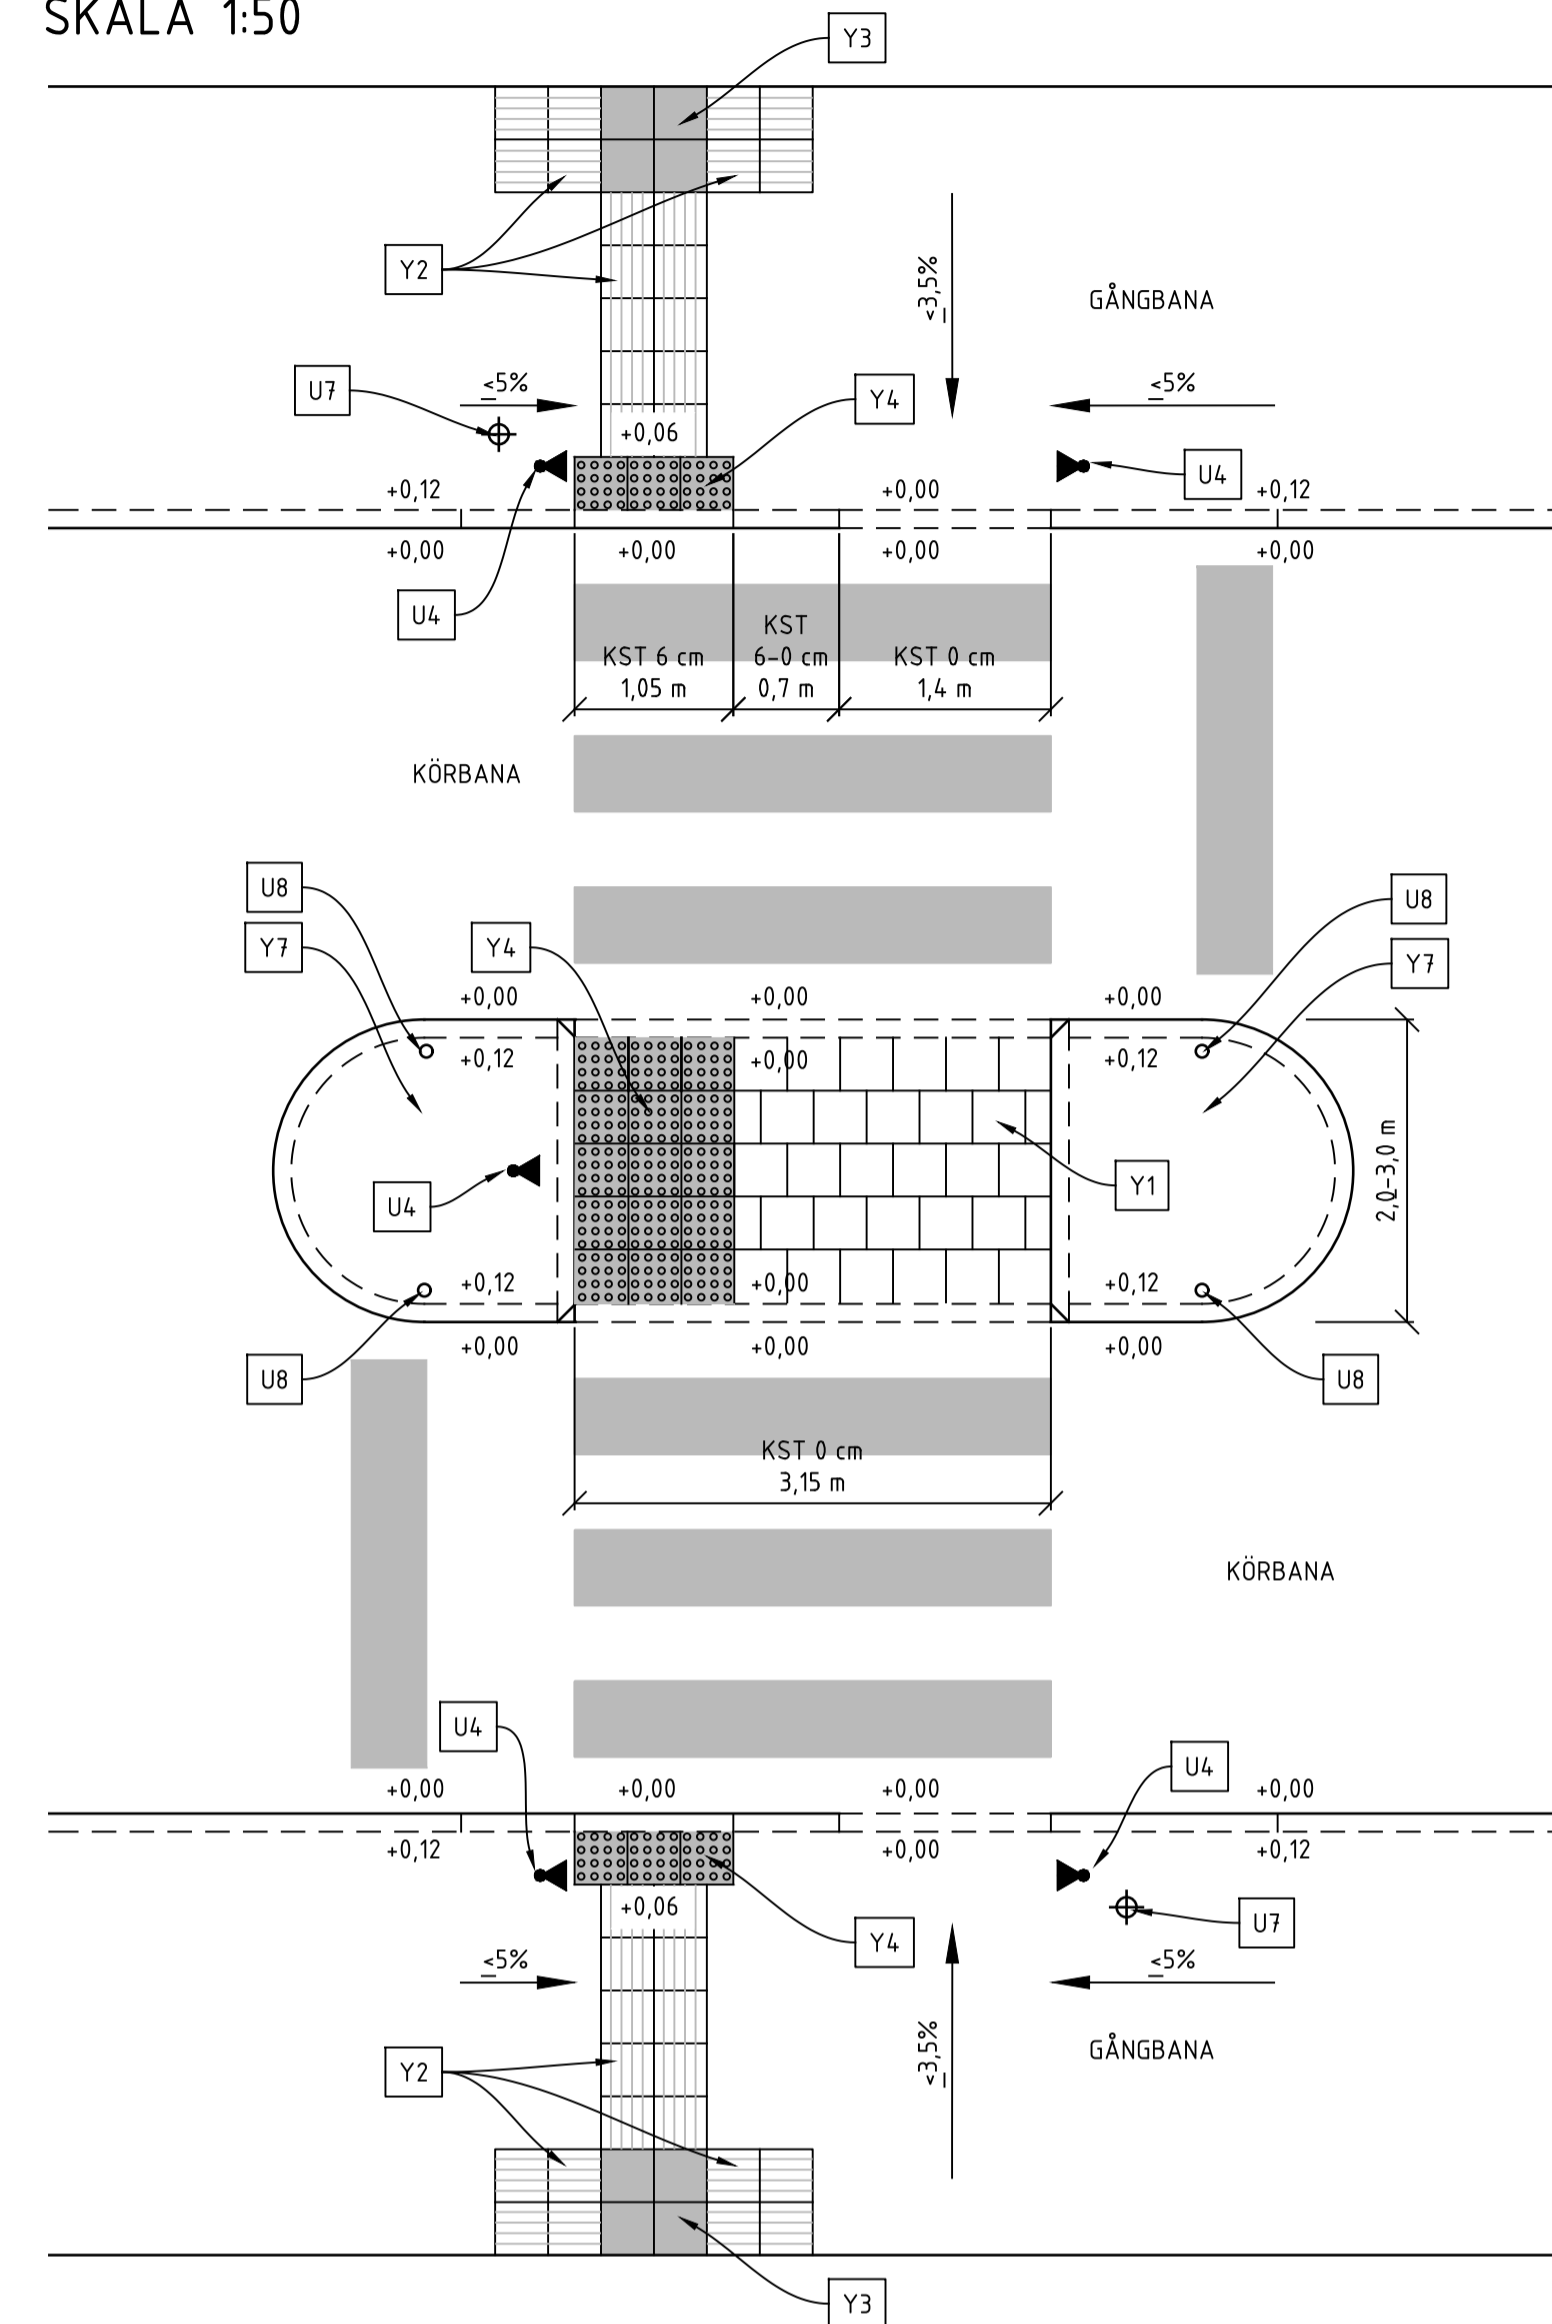 SKALA 1:50
Y3
Y2
≤3,5%
GÅNGBANA
U7
≤5%
Y4
≤5%
+0,06
U4
+0,12
+0,00
+0,12
+0,00
+0,00
+0,00
+0,00
U4
KST
KST 6 cm
6-0 cm
KST 0 cm
1,05 m
0,7 m
1,4 m
KÖRBANA
U8
U8
Y7
Y4
Y7
+0,00
+0,00
+0,00
+0,12
+0,00
+0,12
2,0-3,0 m
Y1
U4
+0,12
+0,00
+0,12
+0,00
+0,00
+0,00
U8
U8
KST 0 cm
3,15 m
KÖRBANA
U4
U4
+0,00
+0,00
+0,00
+0,00
+0,12
+0,00
+0,12
+0,06
U7
Y4
≤5%
≤5%
≤3,5%
GÅNGBANA
Y2
Y3